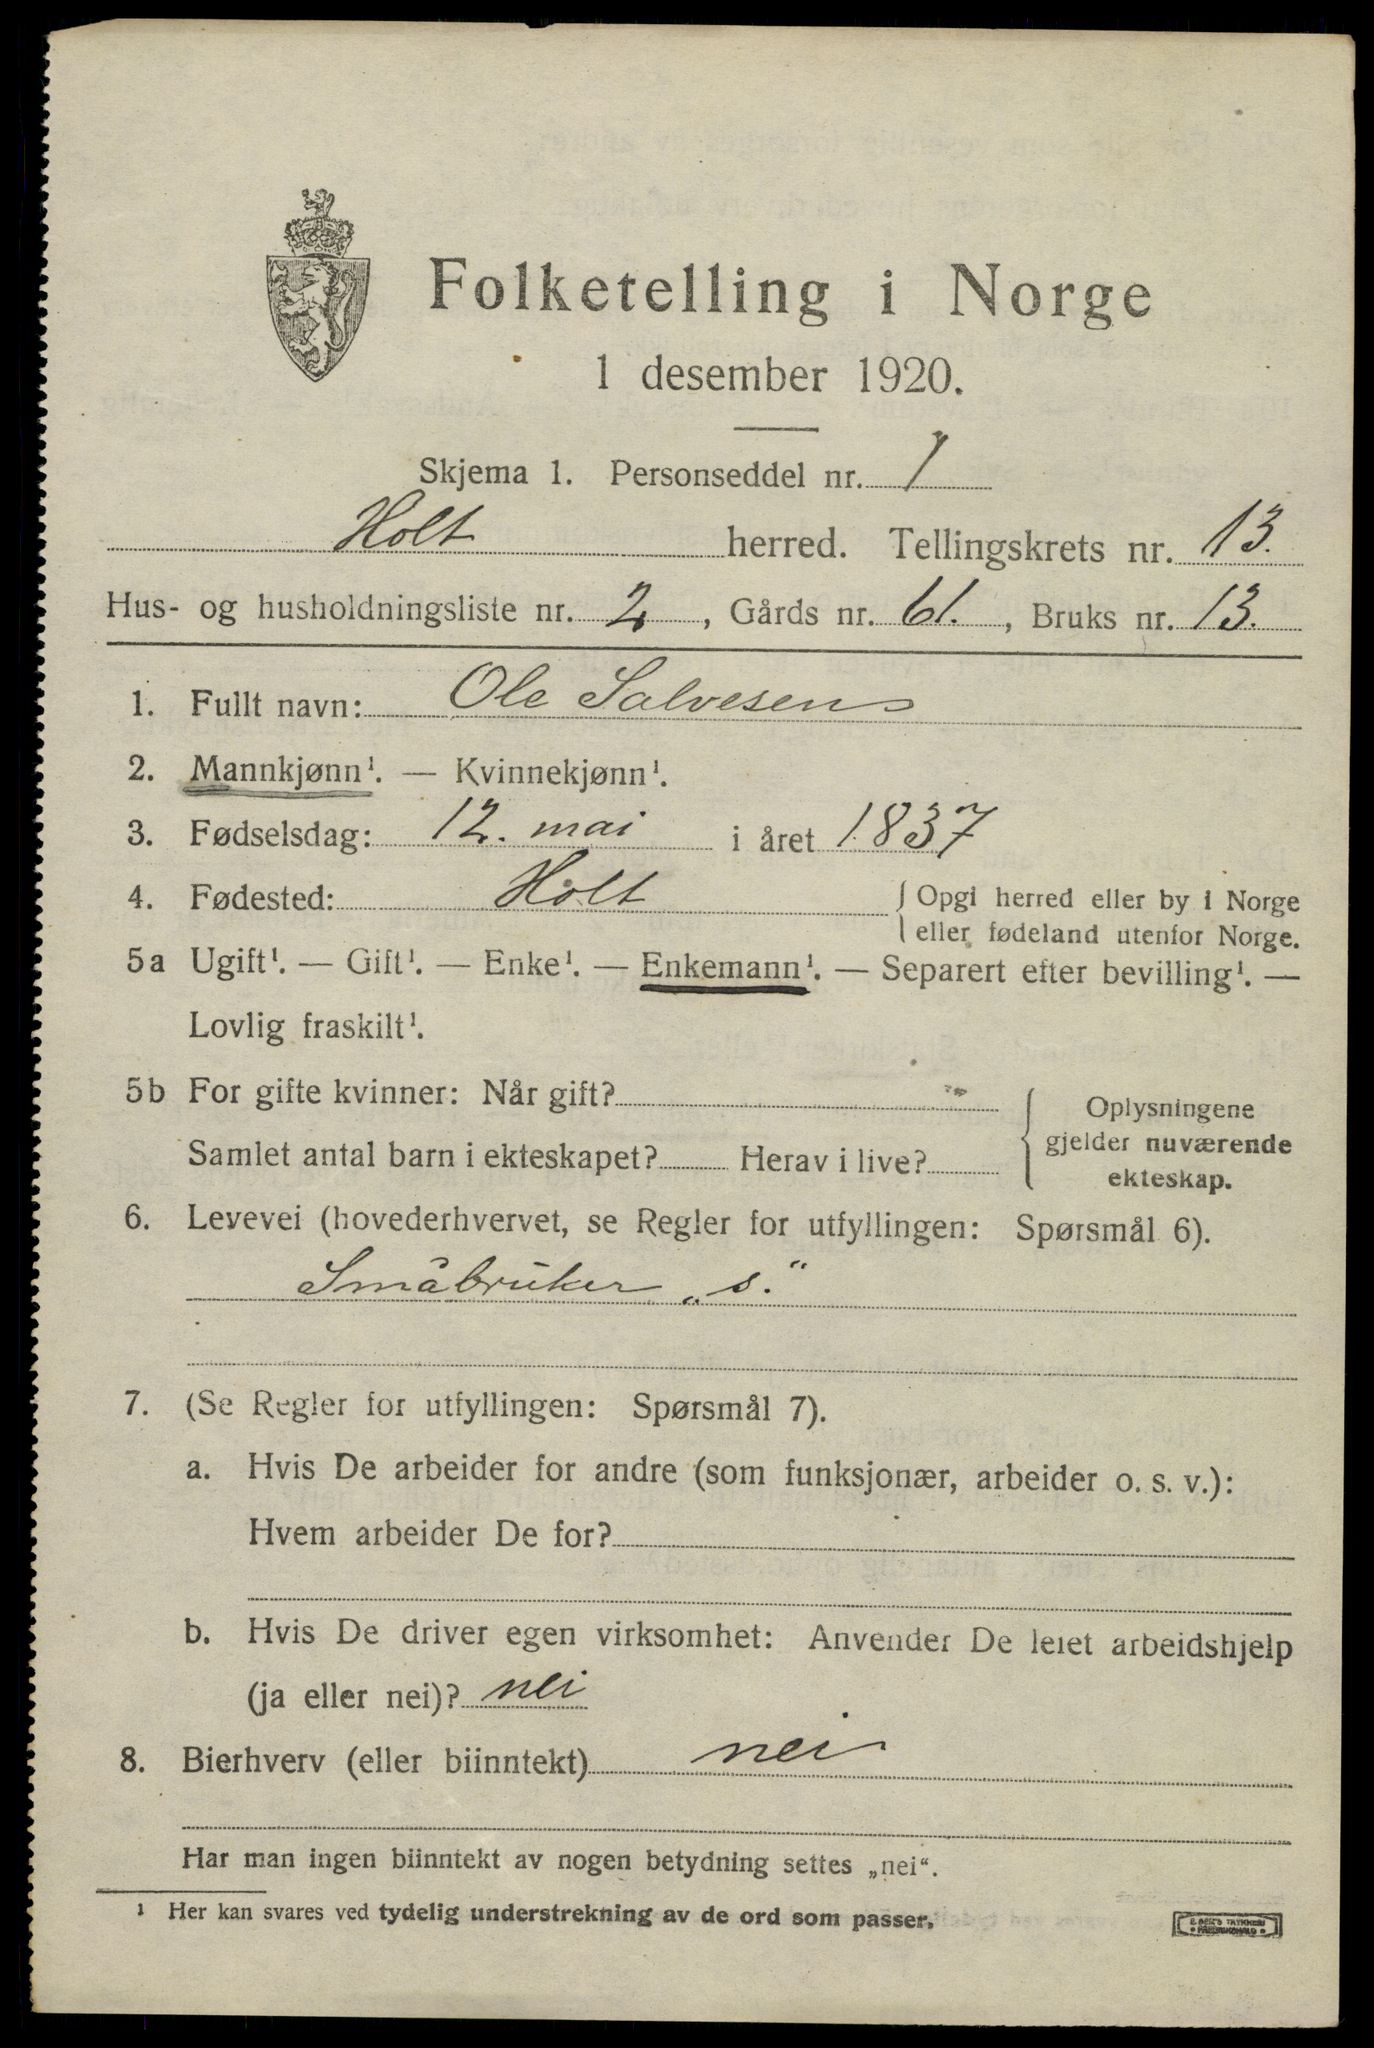 Folketelling i Norge
1 desember 1920.
Skjema 1. Personseddel nr. 1
Holt herred. Tellingskrets nr. 13.
Hus- og husholdningsliste nr. 2, Gårds nr. 61., Bruks nr. 13.
1. Fullt navn: Ole Salvesen
2. Mannkjønn¹. — Kvinnekjønn¹.
3. Fødselsdag: 12. mai i året 1837
4. Fødested: Holt { Opgi herred eller by i Norge
eller fødeland utenfor Norge.
5a Ugift¹. — Gift¹. — Enke¹. — Enkemann¹. — Separert efter bevilling¹. —
Lovlig fraskilt¹.
5b For gifte kvinner: Når gift?
Samlet antal barn i ekteskapet? Herav i live?
{ Oplysningene
gjelder nuværende
ekteskap.
6. Levevei (hovederhvervet, se Regler for utfyllingen: Spørsmål 6).
Småbruker „s.“
7. (Se Regler for utfyllingen: Spørsmål 7).
a. Hvis De arbeider for andre (som funksjonær, arbeider o. s. v.):
Hvem arbeider De for?
b. Hvis De driver egen virksomhet: Anvender De leiet arbeidshjelp
(ja eller nei)? nei
8. Bierhverv (eller biinntekt) nei
Har man ingen biinntekt av nogen betydning settes „nei“.
¹ Her kan svares ved tydelig understrekning av de ord som passer.